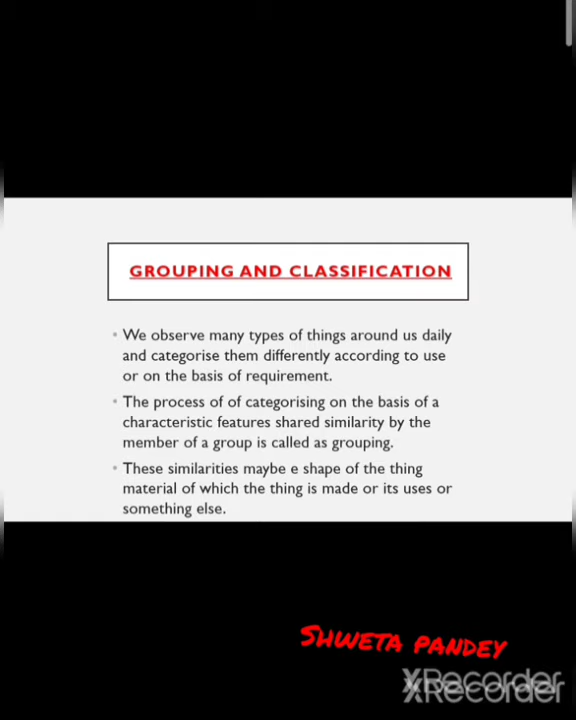 GROUPING AND CLASSIFICATION
• We observe many types of things around us daily
and categorise them differently according to use
or on the basis of requirement.
• The process of of categorising on the basis of a
characteristic features shared similarity by the
member of a group is called as grouping.
• These similarities maybe e shape of the thing
material of which the thing is made or its uses or
something else.
SHWETA PANDEY
XRecorder
XRecorder